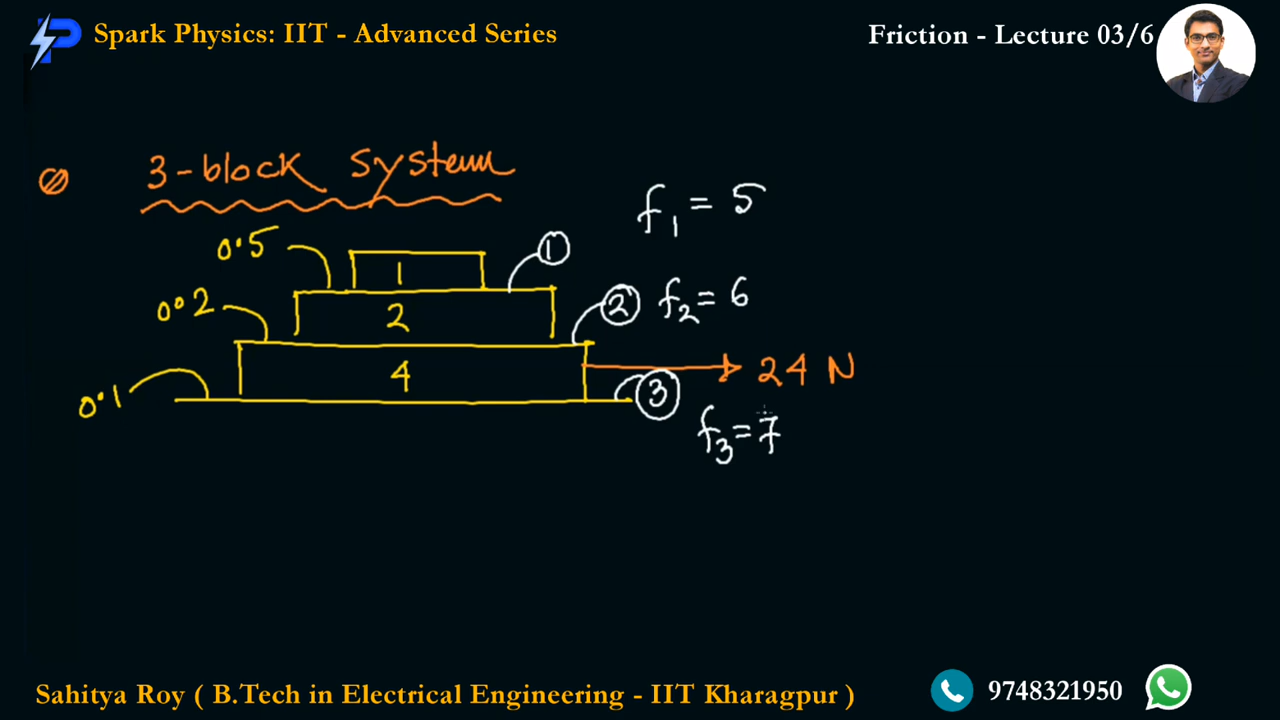 Spark Physics: IIT - Advanced Series
Friction - Lecture 03/6
3-block system
f1 = 5
0.5
1
①
0.2
2
② f2 = 6
4
24 N
0.1
③
f3 = 7
Sahitya Roy ( B.Tech in Electrical Engineering - IIT Kharagpur )
9748321950